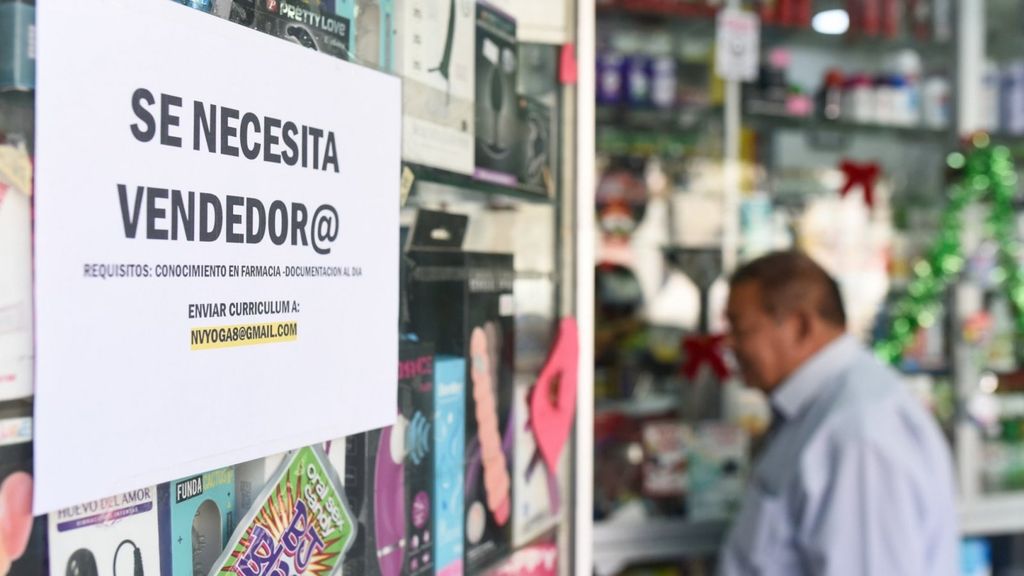 PRETTY LOVE
SE NECESITA
VENDEDOR@
REQUISITOS: CONOCIMIENTO EN FARMACIA -DOCUMENTACION AL DIA
ENVIAR CURRICULUM A:
NVYOGA8@GMAIL.COM
HUEVO DEL AMOR
FUNDA